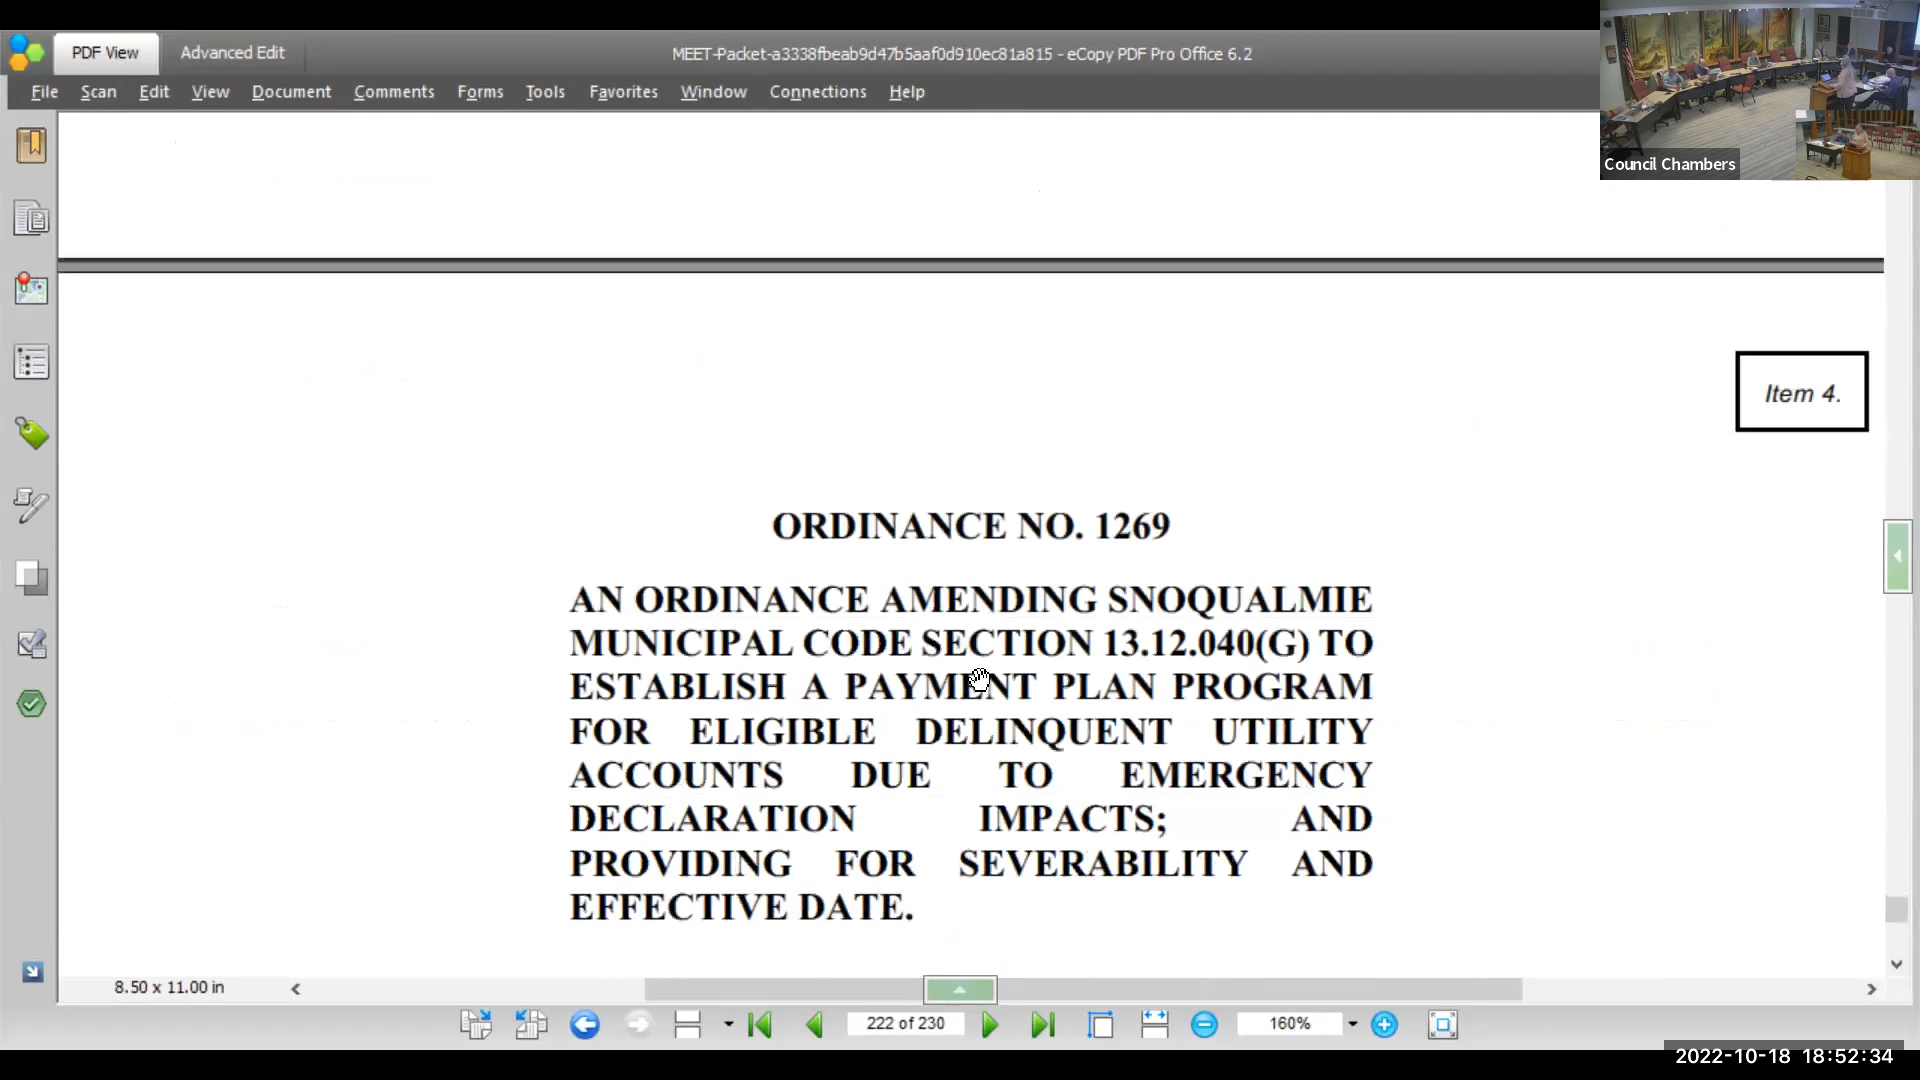 PDF View
Advanced Edit
MEET-Packet-a3338fbeab9d47b5aaf0d910ec81a815 - eCopy PDF Pro Office 6.2
File Scan Edit View Document Comments Forms Tools Favorites Window Connections Help
Council Chambers
Item 4.
ORDINANCE NO. 1269
AN ORDINANCE AMENDING SNOQUALMIE
MUNICIPAL CODE SECTION 13.12.040(G) TO
ESTABLISH A PAYMENT PLAN PROGRAM
FOR ELIGIBLE DELINQUENT UTILITY
ACCOUNTS DUE TO EMERGENCY
DECLARATION IMPACTS; AND
PROVIDING FOR SEVERABILITY AND
EFFECTIVE DATE.
8.50 x 11.00 in
222 of 230
160%
2022-10-18 18:52:34